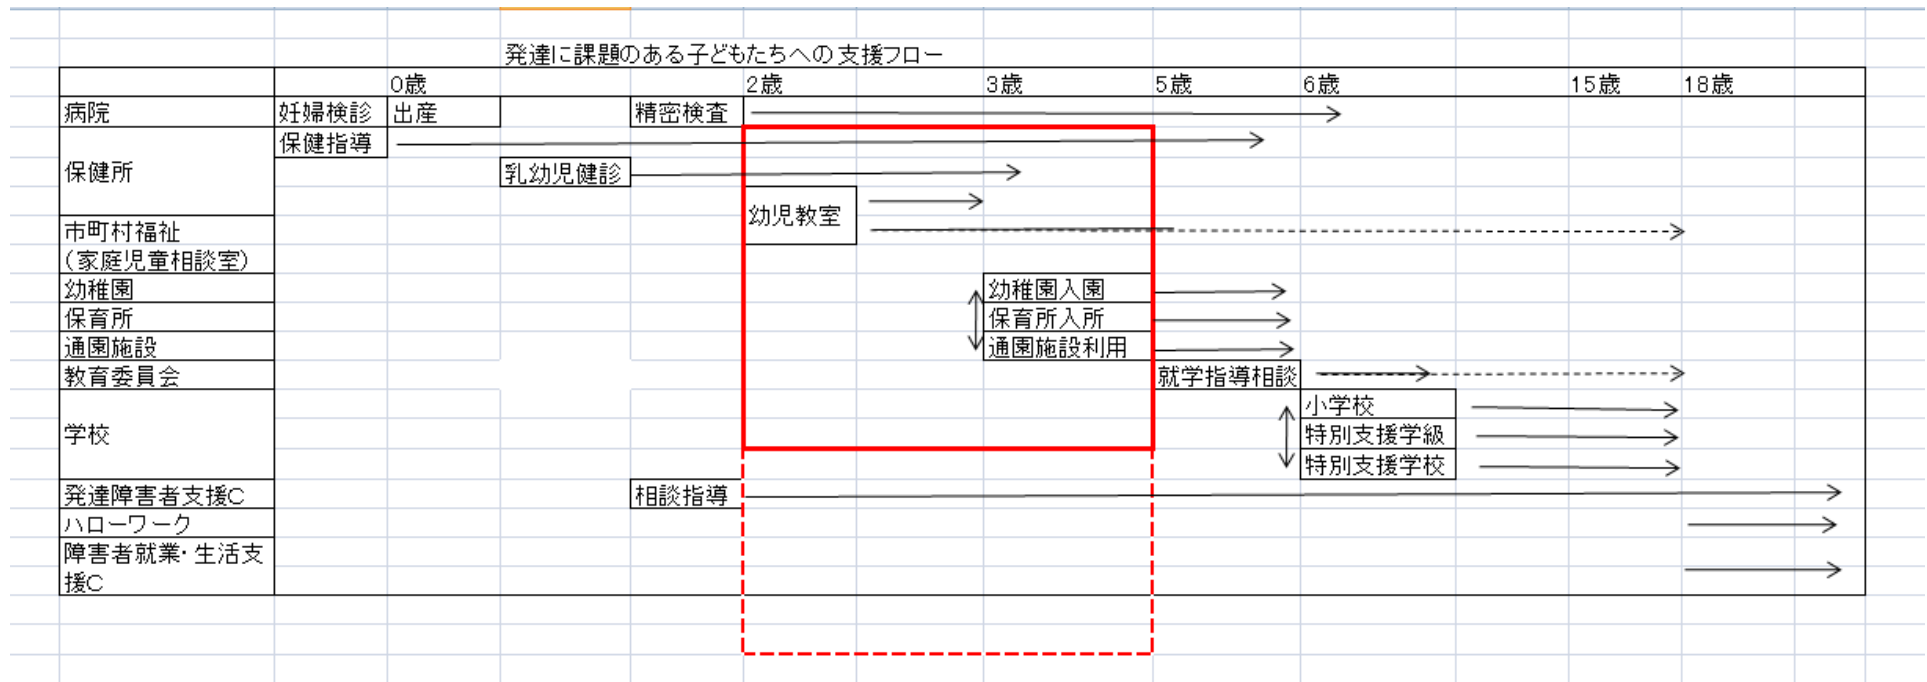 発達に課題のある子どもたちへの支援フロー
0歳 2歳 3歳 5歳 6歳 15歳 18歳
病院 妊婦検診 出産 精密検査
保健指導
保健所 乳幼児健診
幼児教室
市町村福祉
(家庭児童相談室)
幼稚園 幼稚園入園
保育所 保育所入所
通園施設 通園施設利用
教育委員会 就学指導相談
小学校
学校 特別支援学級
特別支援学校
発達障害者支援C 相談指導
ハローワーク
障害者就業・生活支
援C